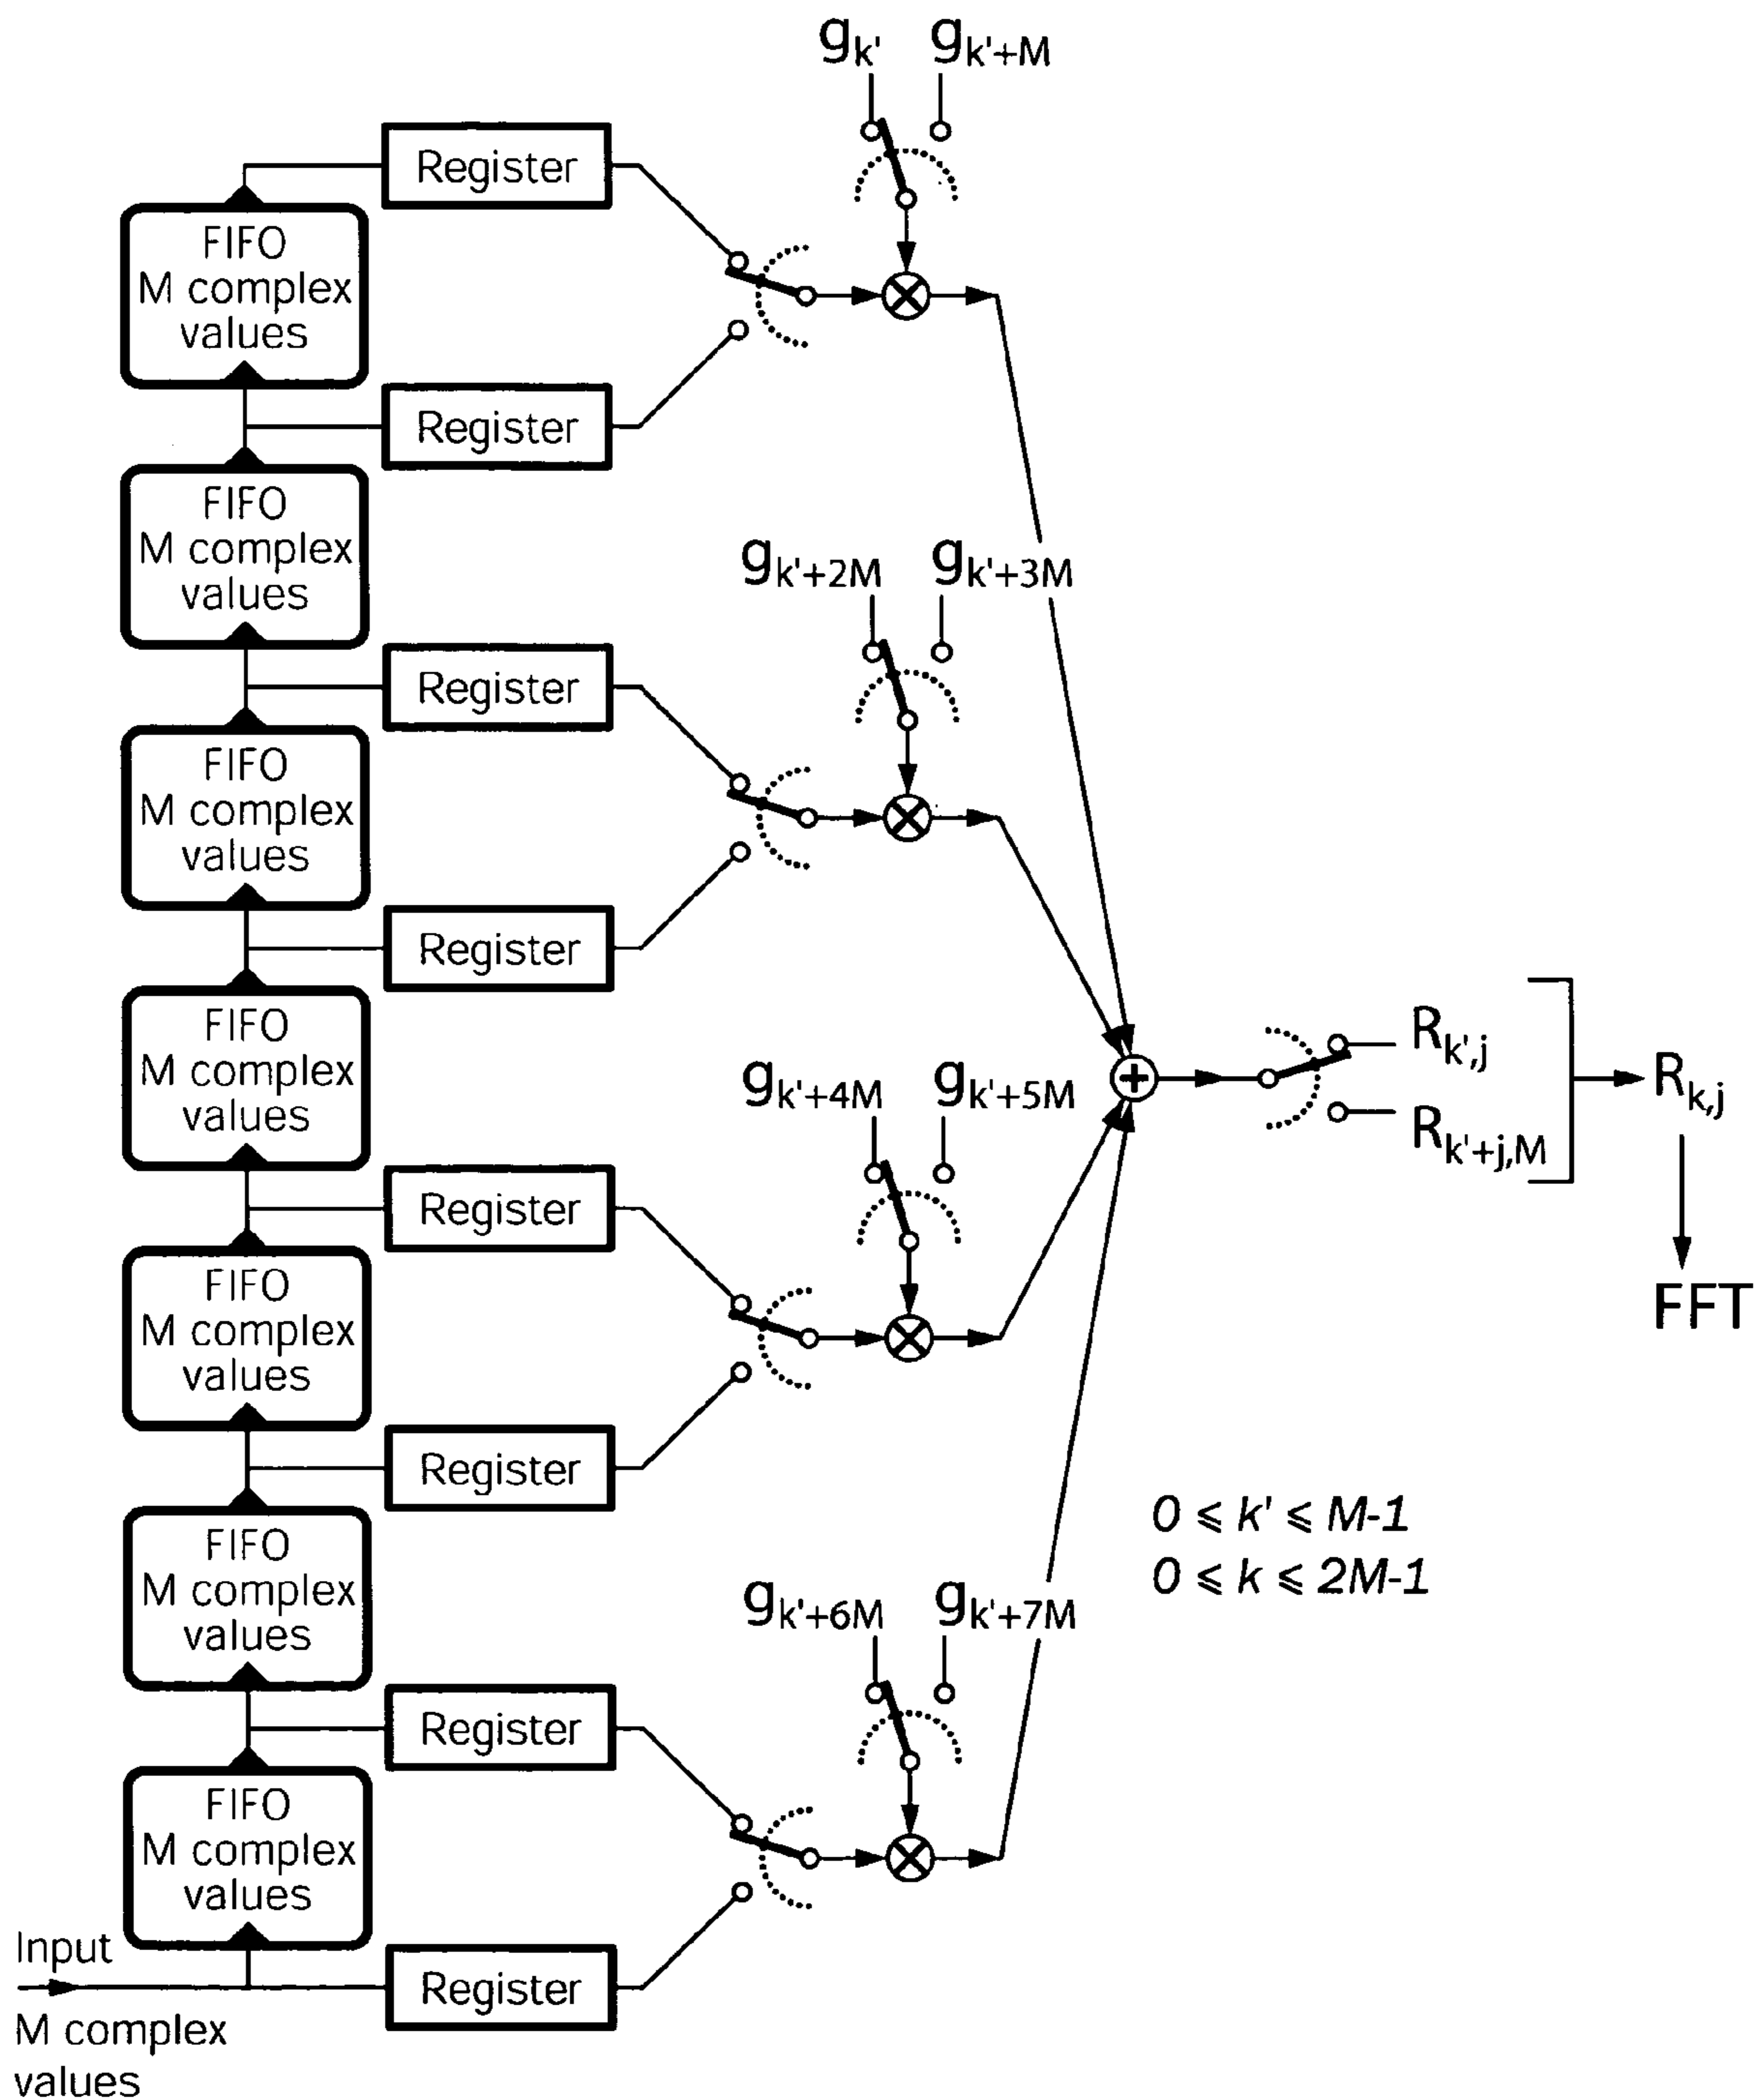 g_k' g_k'+M
Register
FIFO
M complex
values
Register
FIFO
M complex
values
g_k'+2M g_k'+3M
Register
FIFO
M complex
values
Register
FIFO
M complex
values
R_k',j
R_k,j
g_k'+4M g_k'+5M
R_k'+j,M
Register
FIFO
M complex
values
FFT
Register
0 ⩽ k' ⩽ M-1
FIFO
M complex
values
0 ⩽ k ⩽ 2M-1
g_k'+6M g_k'+7M
Register
FIFO
M complex
values
Input
Register
M complex
values